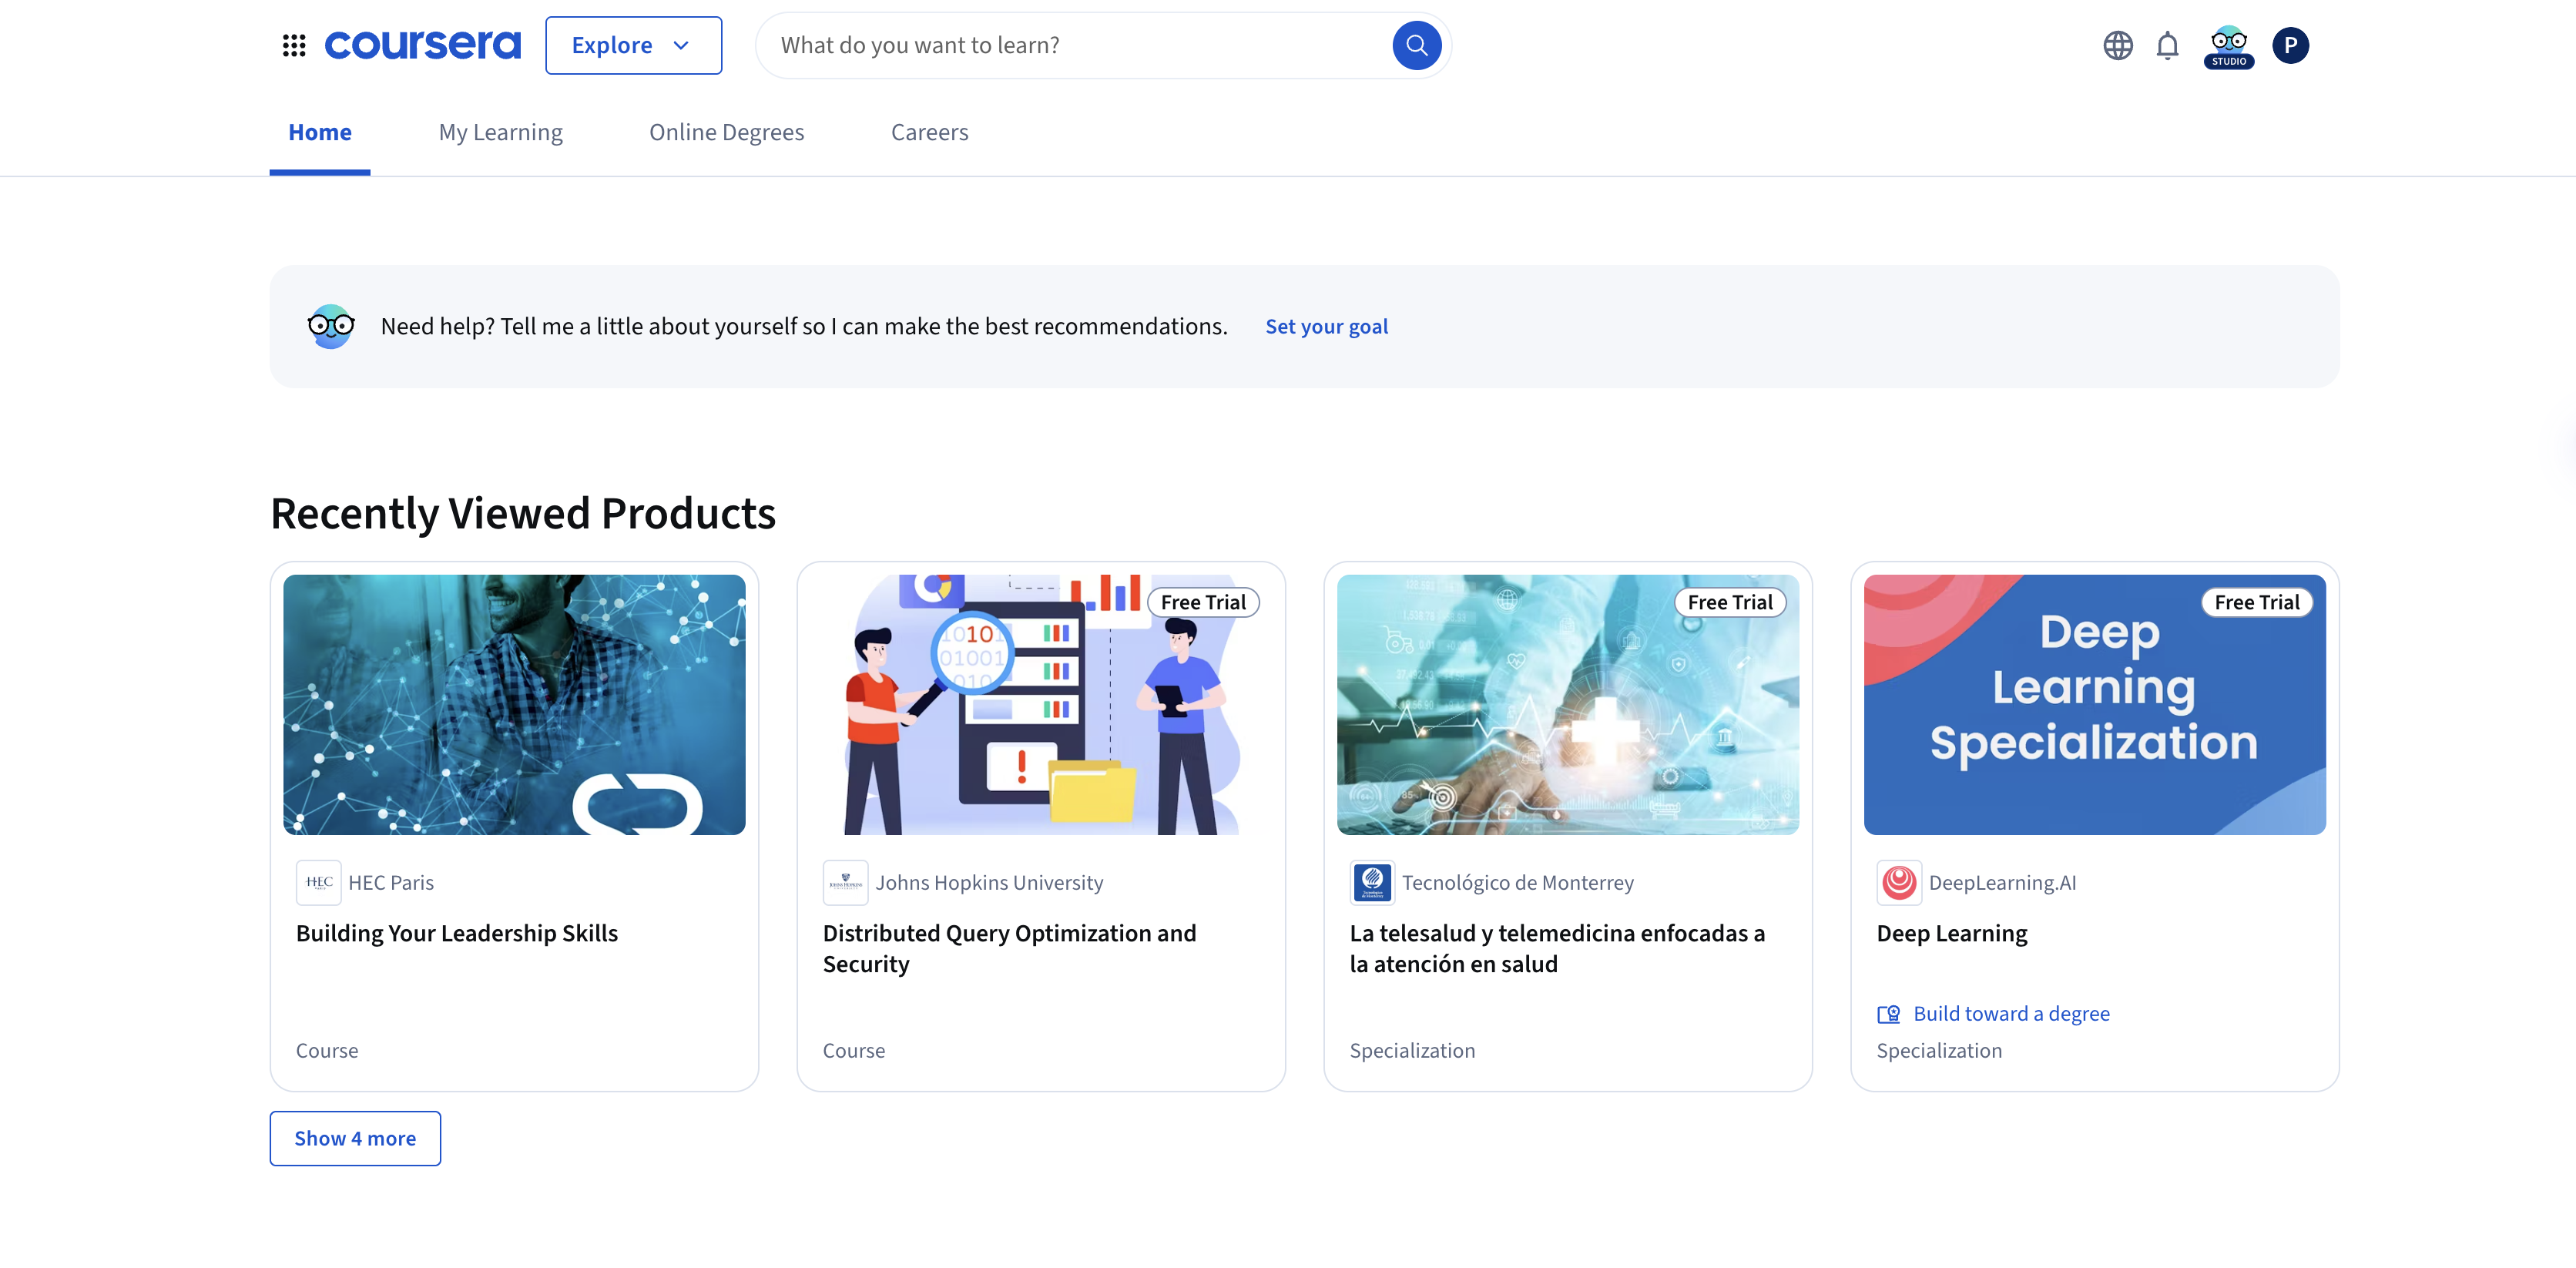 coursera
Explore
What do you want to learn?
STUDIO
P
Home
My Learning
Online Degrees
Careers
Need help? Tell me a little about yourself so I can make the best recommendations.
Set your goal
Recently Viewed Products
HEC Paris
Building Your Leadership Skills
Course
Free Trial
Johns Hopkins University
Distributed Query Optimization and
Security
Course
Free Trial
Tecnológico de Monterrey
La telesalud y telemedicina enfocadas a
la atención en salud
Specialization
Free Trial
Deep
Learning
Specialization
DeepLearning.AI
Deep Learning
Build toward a degree
Specialization
Show 4 more